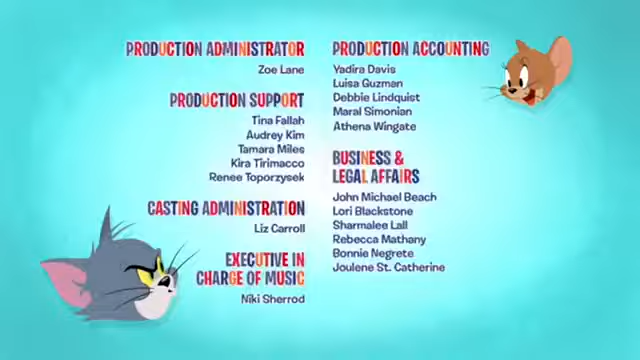 PRODUCTION ADMINISTRATOR
Zoe Lane
PRODUCTION SUPPORT
Tina Fallah
Audrey Kim
Tamara Miles
Kira Tirimacco
Renee Toporzysek
CASTING ADMINISTRATION
Liz Carroll
EXECUTIVE IN
CHARGE OF MUSIC
Niki Sherrod
PRODUCTION ACCOUNTING
Yadira Davis
Luisa Guzman
Debbie Lindquist
Maral Simonian
Athena Wingate
BUSINESS &
LEGAL AFFAIRS
John Michael Beach
Lori Blackstone
Sharmalee Lall
Rebecca Mathany
Bonnie Negrete
Joulene St. Catherine